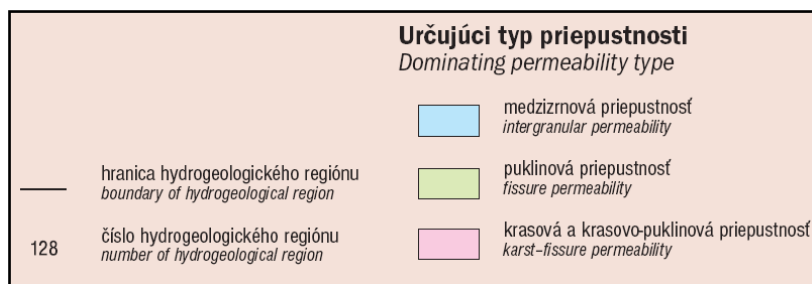 Určujúci typ priepustnosti
Dominating permeability type
medzizrnová priepustnosť
intergranular permeability
hranica hydrogeologického regiónu
boundary of hydrogeological region
puklinová priepustnosť
fissure permeability
128
číslo hydrogeologického regiónu
number of hydrogeological region
krasová a krasovo-puklinová priepustnosť
karst–fissure permeability